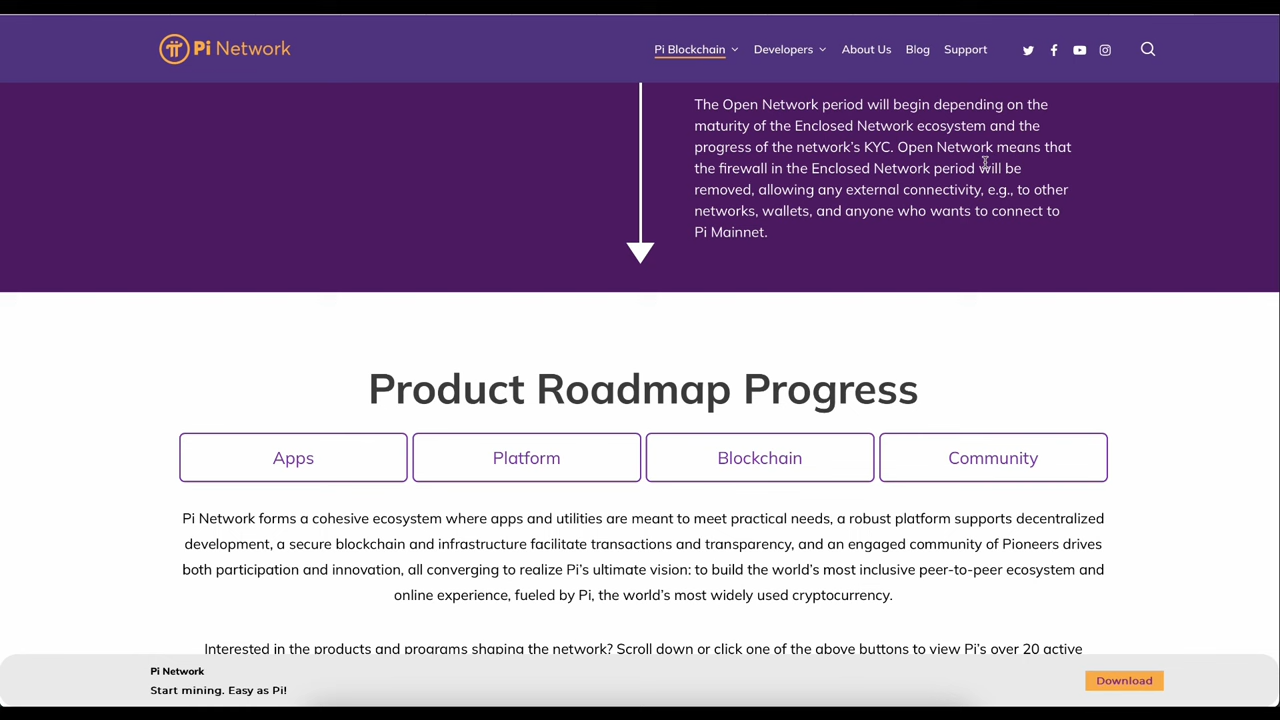 Pi Network
Pi Blockchain
Developers
About Us
Blog
Support
The Open Network period will begin depending on the
maturity of the Enclosed Network ecosystem and the
progress of the network’s KYC. Open Network means that
the firewall in the Enclosed Network period will be
removed, allowing any external connectivity, e.g., to other
networks, wallets, and anyone who wants to connect to
Pi Mainnet.
Product Roadmap Progress
Apps
Platform
Blockchain
Community
Pi Network forms a cohesive ecosystem where apps and utilities are meant to meet practical needs, a robust platform supports decentralized
development, a secure blockchain and infrastructure facilitate transactions and transparency, and an engaged community of Pioneers drives
both participation and innovation, all converging to realize Pi’s ultimate vision: to build the world’s most inclusive peer-to-peer ecosystem and
online experience, fueled by Pi, the world’s most widely used cryptocurrency.
Interested in the products and programs shaping the network? Scroll down or click one of the above buttons to view Pi’s over 20 active
Pi Network
Start mining. Easy as Pi!
Download